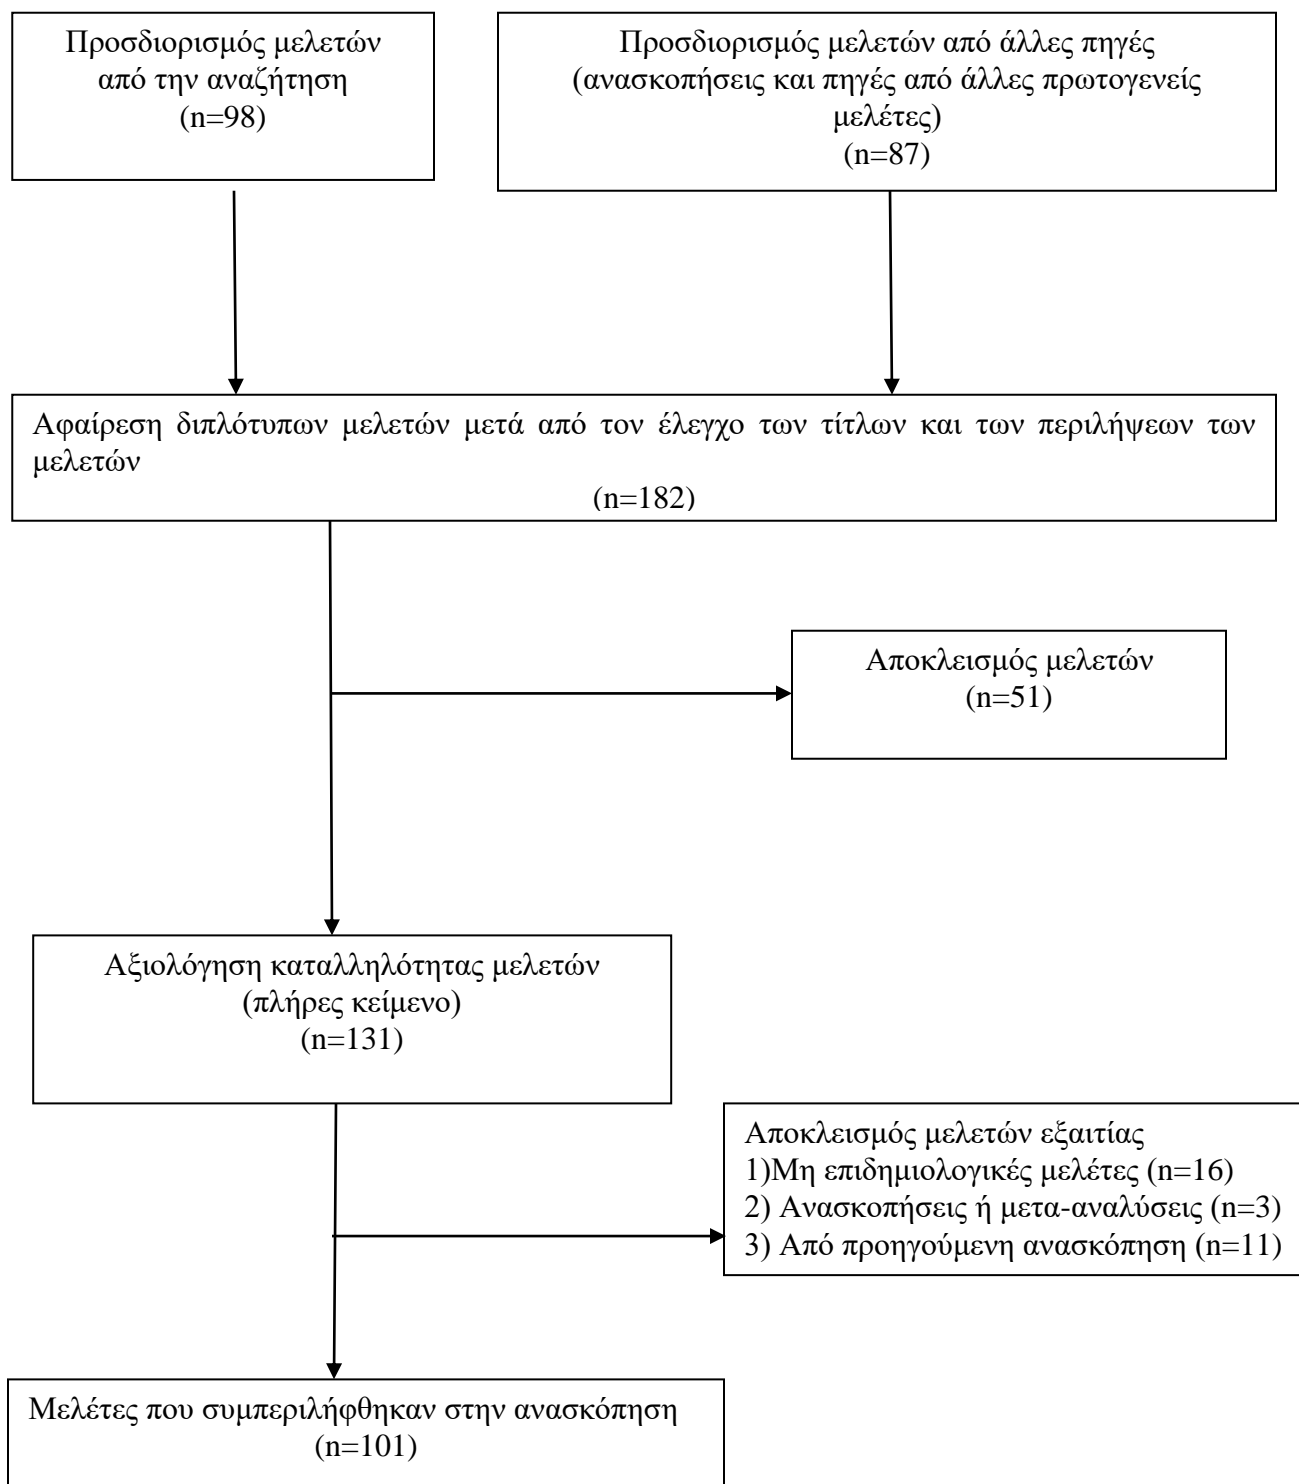 Προσδιορισμός μελετών
από την αναζήτηση
(n=98)
Προσδιορισμός μελετών από άλλες πηγές
(ανασκοπήσεις και πηγές από άλλες πρωτογενείς
μελέτες)
(n=87)
Αφαίρεση διπλότυπων μελετών μετά από τον έλεγχο των τίτλων και των περιλήψεων των
μελετών
(n=182)
Αποκλεισμός μελετών
(n=51)
Αξιολόγηση καταλληλότητας μελετών
(πλήρες κείμενο)
(n=131)
Αποκλεισμός μελετών εξαιτίας
1)Μη επιδημιολογικές μελέτες (n=16)
2) Ανασκοπήσεις ή μετα-αναλύσεις (n=3)
3) Από προηγούμενη ανασκόπηση (n=11)
Μελέτες που συμπεριλήφθηκαν στην ανασκόπηση
(n=101)